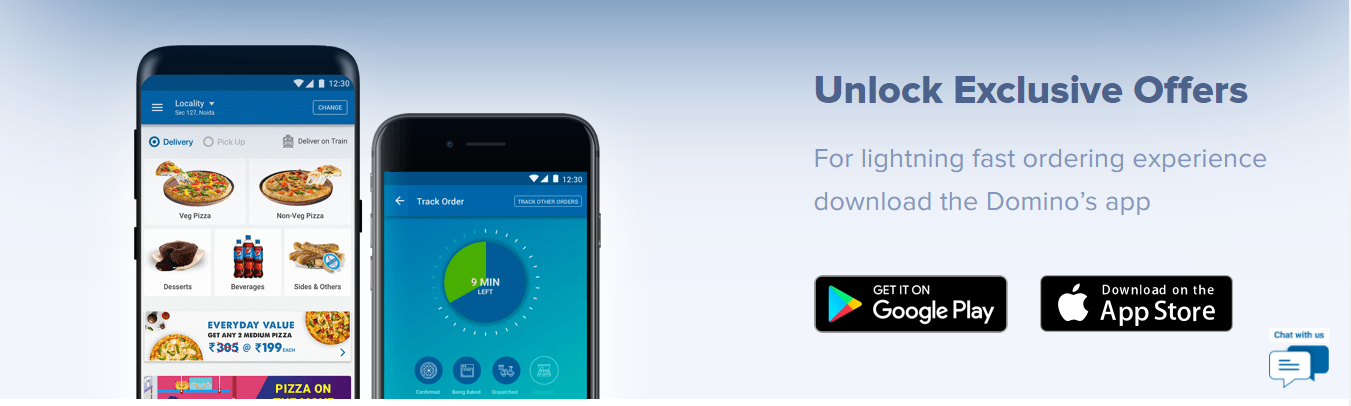 12:30
Locality
Sec 127, Noida
CHANGE
Delivery
Pick Up
Deliver on Train
Veg Pizza
Non-Veg Pizza
Desserts
Beverages
Sides & Others
EVERYDAY VALUE
GET ANY 2 MEDIUM PIZZA
₹305 @ ₹199 EACH
PIZZA ON
12:30
Track Order
TRACK OTHER ORDERS
9 MIN
LEFT
Confirmed
Being Baked
Dispatched
Unlock Exclusive Offers
For lightning fast ordering experience
download the Domino's app
GET IT ON
Google Play
Download on the
App Store
Chat with us